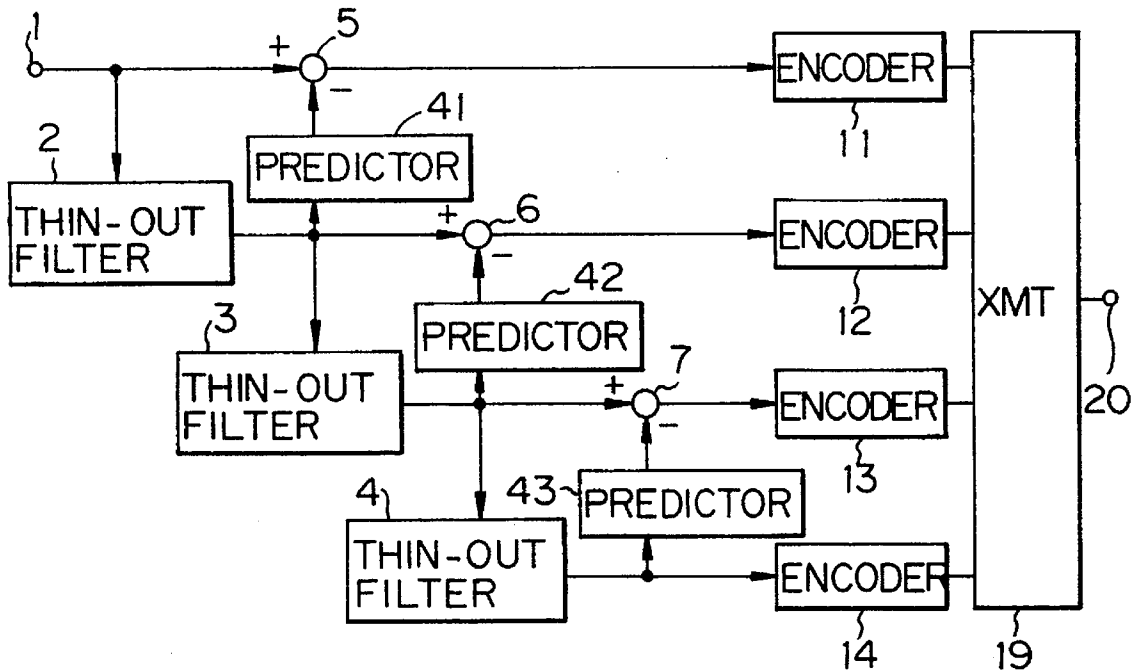 1
5
+
−
ENCODER
11
41
PREDICTOR
2
THIN-OUT
FILTER
+
6
−
ENCODER
12
42
PREDICTOR
XMT
20
3
THIN-OUT
FILTER
+
7
−
ENCODER
13
43
PREDICTOR
4
THIN-OUT
FILTER
ENCODER
14
19